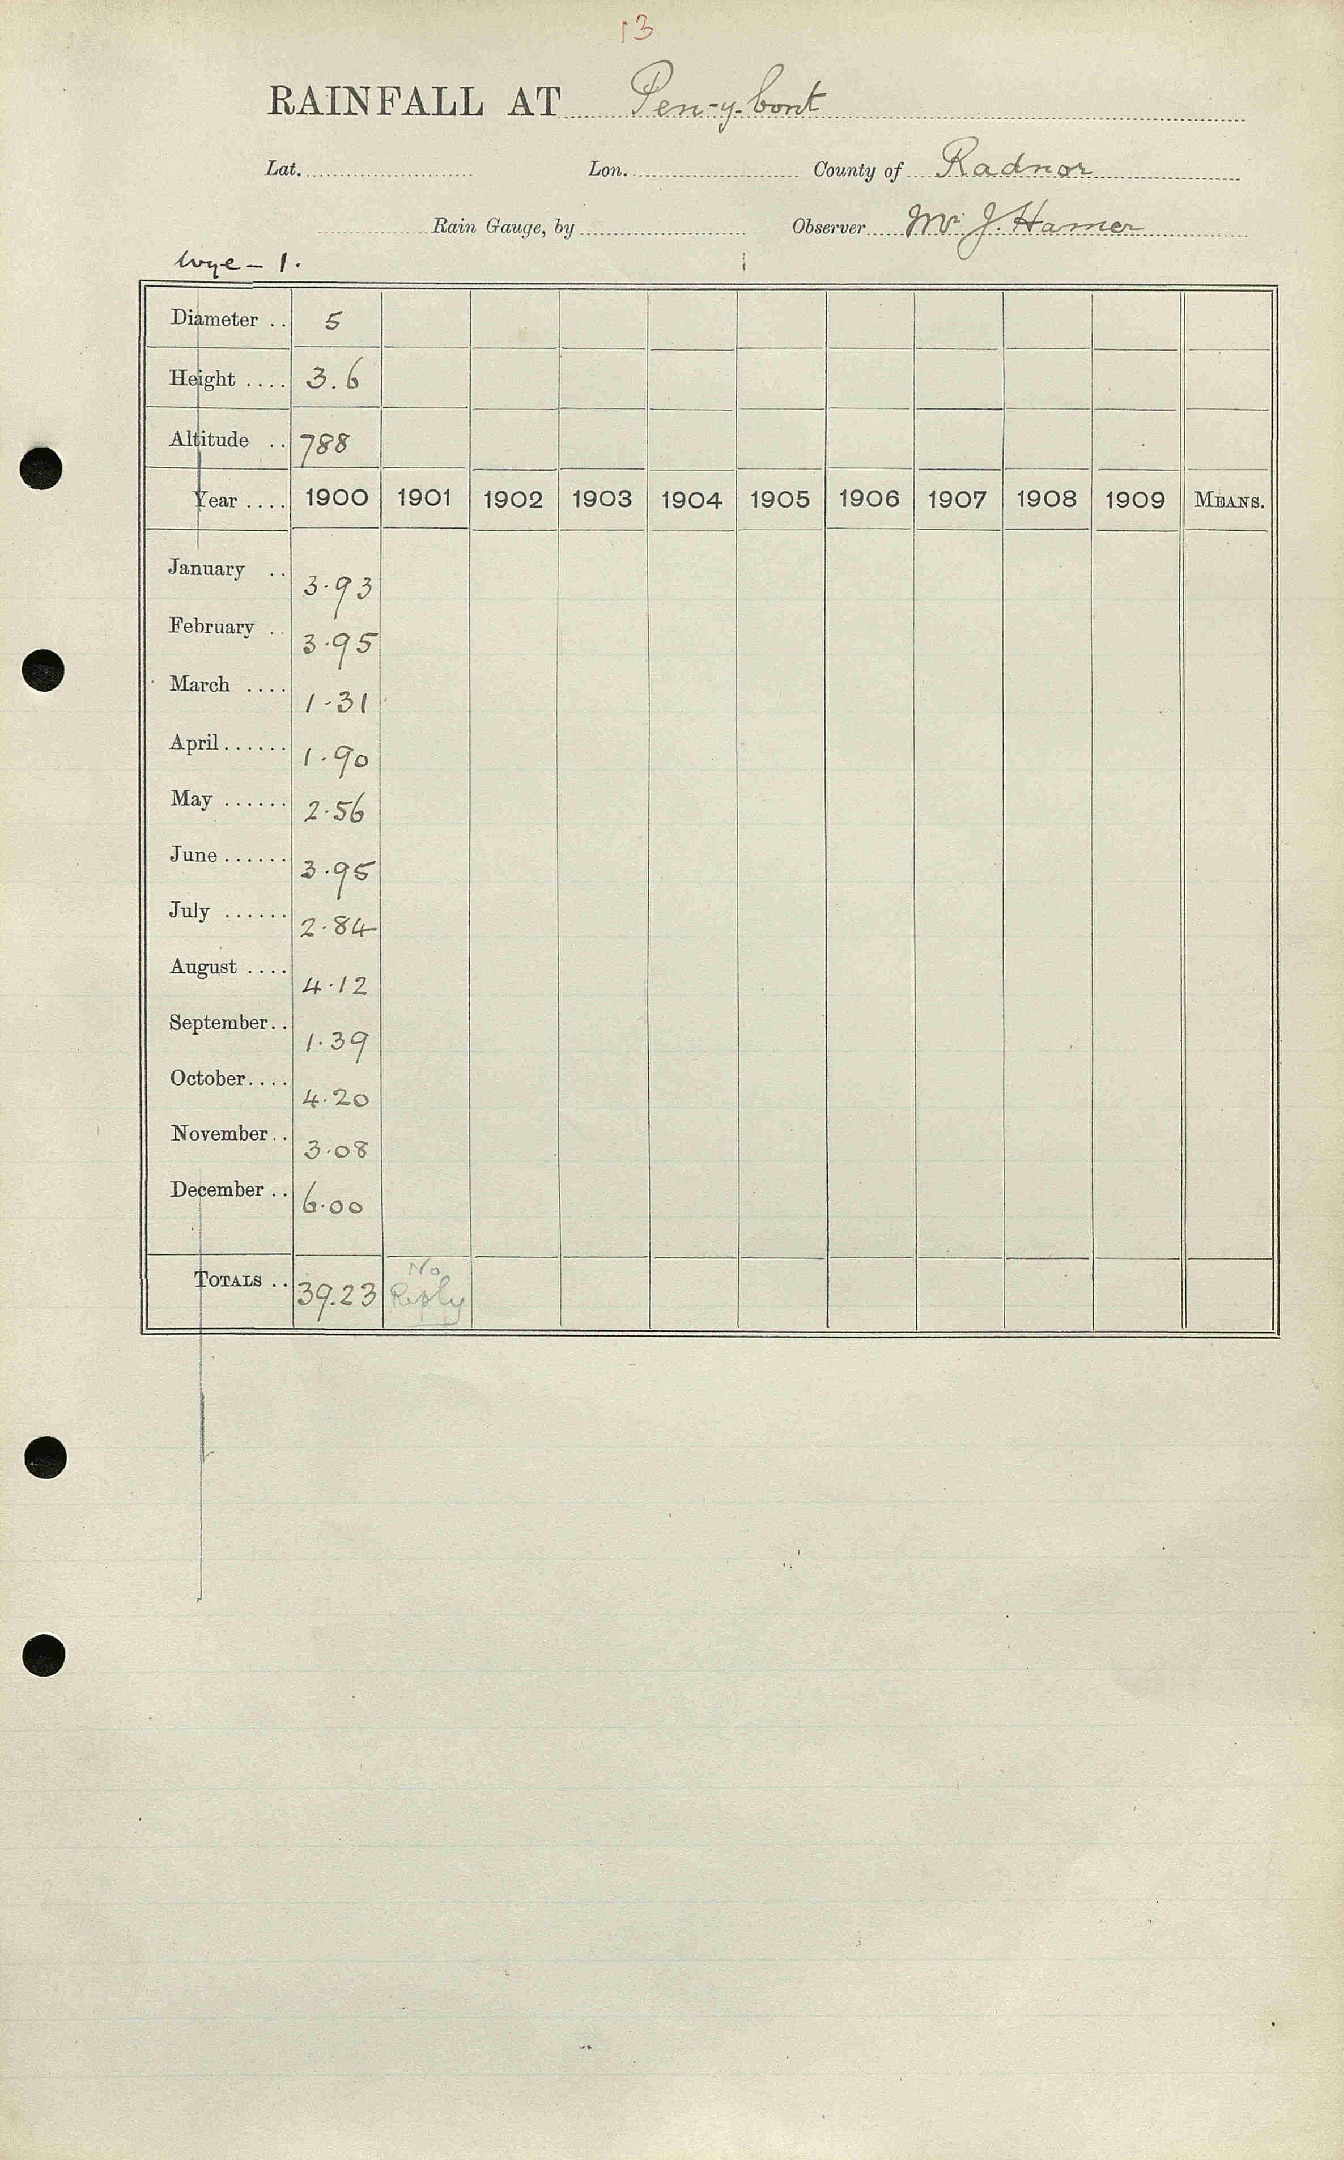 13
RAINFALL AT Pen-y-bont
Lat. Lon. County of Radnor
Rain Gauge, by Observer Mr J. Hamer
Wye - 1.
Diameter .. 5
Height .... 3.6
Altitude .. 788
Year .... 1900 1901 1902 1903 1904 1905 1906 1907 1908 1909 MEANS.
January .. 3.93
February .. 3.95
March .... 1.31
April ...... 1.90
May ...... 2.56
June ...... 3.95
July ...... 2.84
August .... 4.12
September .. 1.39
October .... 4.20
November .. 3.08
December .. 6.00
TOTALS .. 39.23 No Reply